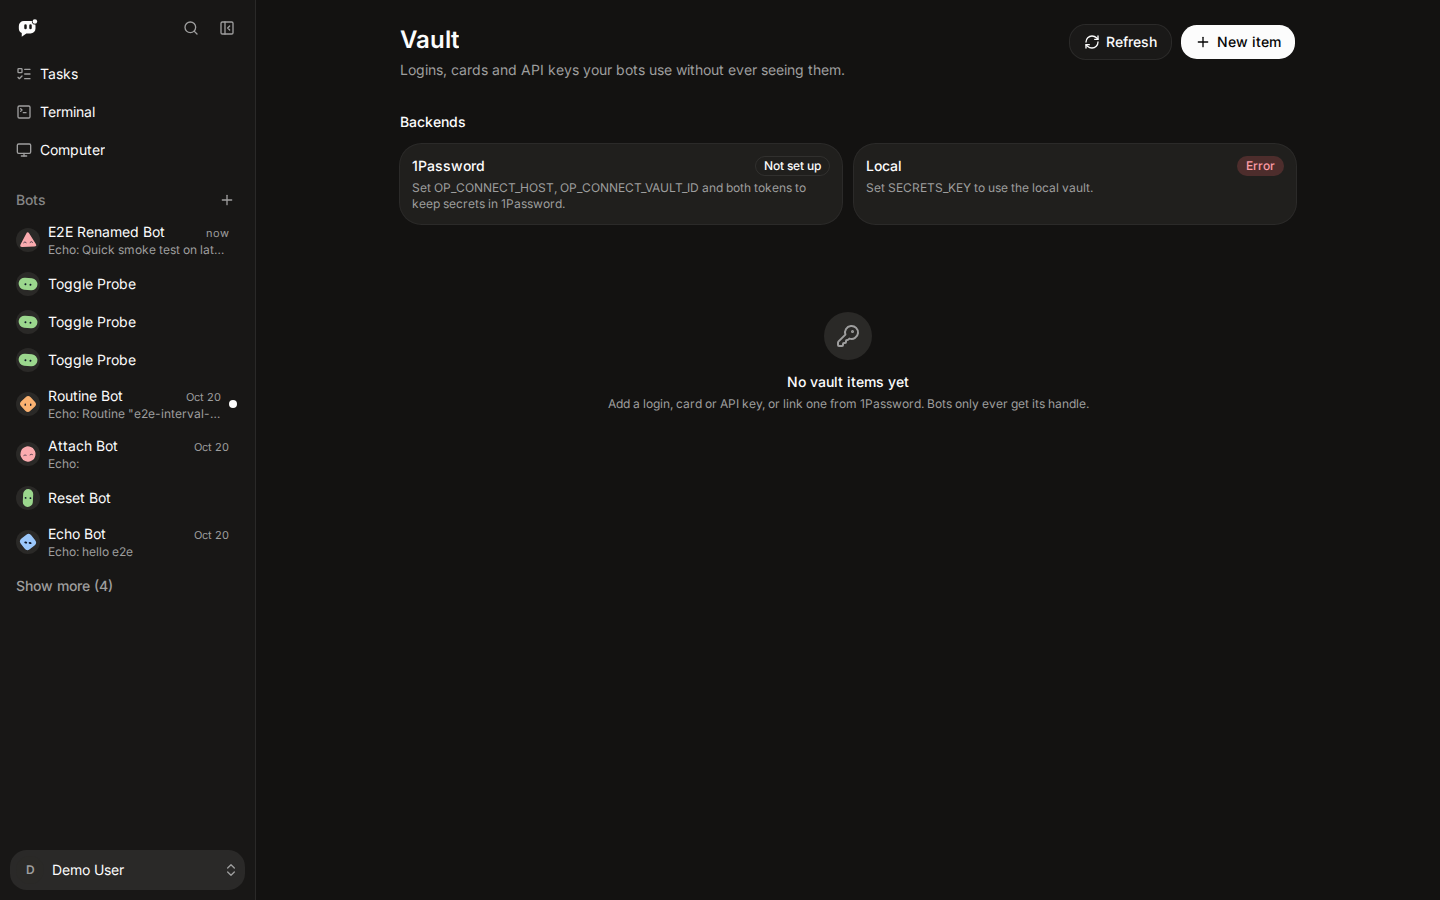 Tasks
Terminal
Computer
Bots
E2E Renamed Bot now
Echo: Quick smoke test on lat...
Toggle Probe
Toggle Probe
Toggle Probe
Routine Bot Oct 20
Echo: Routine "e2e-interval-...
Attach Bot Oct 20
Echo:
Reset Bot
Echo Bot Oct 20
Echo: hello e2e
Show more (4)
D Demo User
Vault
Logins, cards and API keys your bots use without ever seeing them.
Refresh
New item
Backends
1Password Not set up
Set OP_CONNECT_HOST, OP_CONNECT_VAULT_ID and both tokens to
keep secrets in 1Password.
Local Error
Set SECRETS_KEY to use the local vault.
No vault items yet
Add a login, card or API key, or link one from 1Password. Bots only ever get its handle.